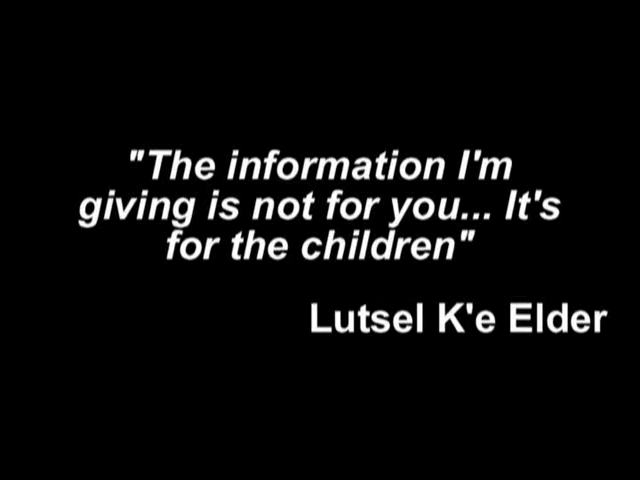 "The information I'm
giving is not for you... It's
for the children"
Lutsel K'e Elder